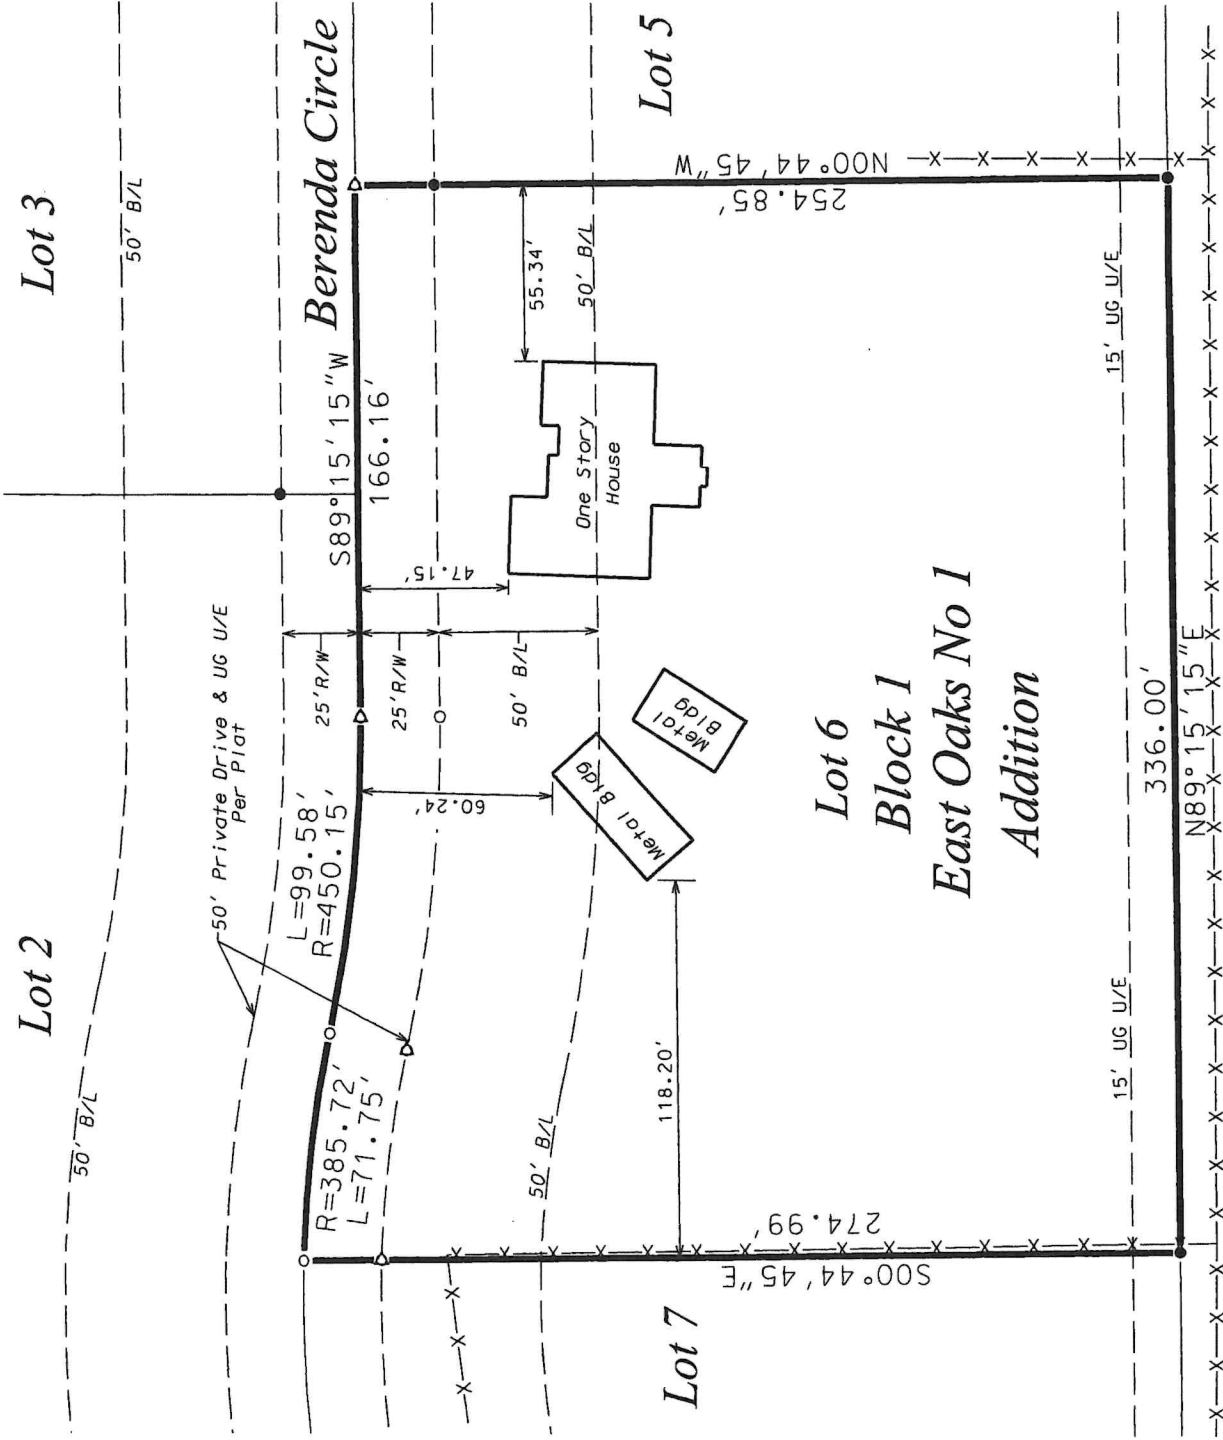 Lot 2
Lot 3
50' B/L
50' B/L
50' Private Drive & UG U/E
Per Plat
Berenda Circle
L=99.58'
R=450.15'
S89°15'15"W
166.16'
R=385.72'
L=71.75'
25'R/W
25'R/W
50' B/L
47.15'
60.24'
55.34'
50' B/L
50' B/L
One Story
House
Metal Bldg
Metal
Bldg
118.20'
Lot 5
N00°44'45"W
254.85'
Lot 7
S00°44'45"E
274.99'
Lot 6
Block 1
East Oaks No 1
Addition
15' UG U/E
15' UG U/E
336.00'
N89°15'15"E